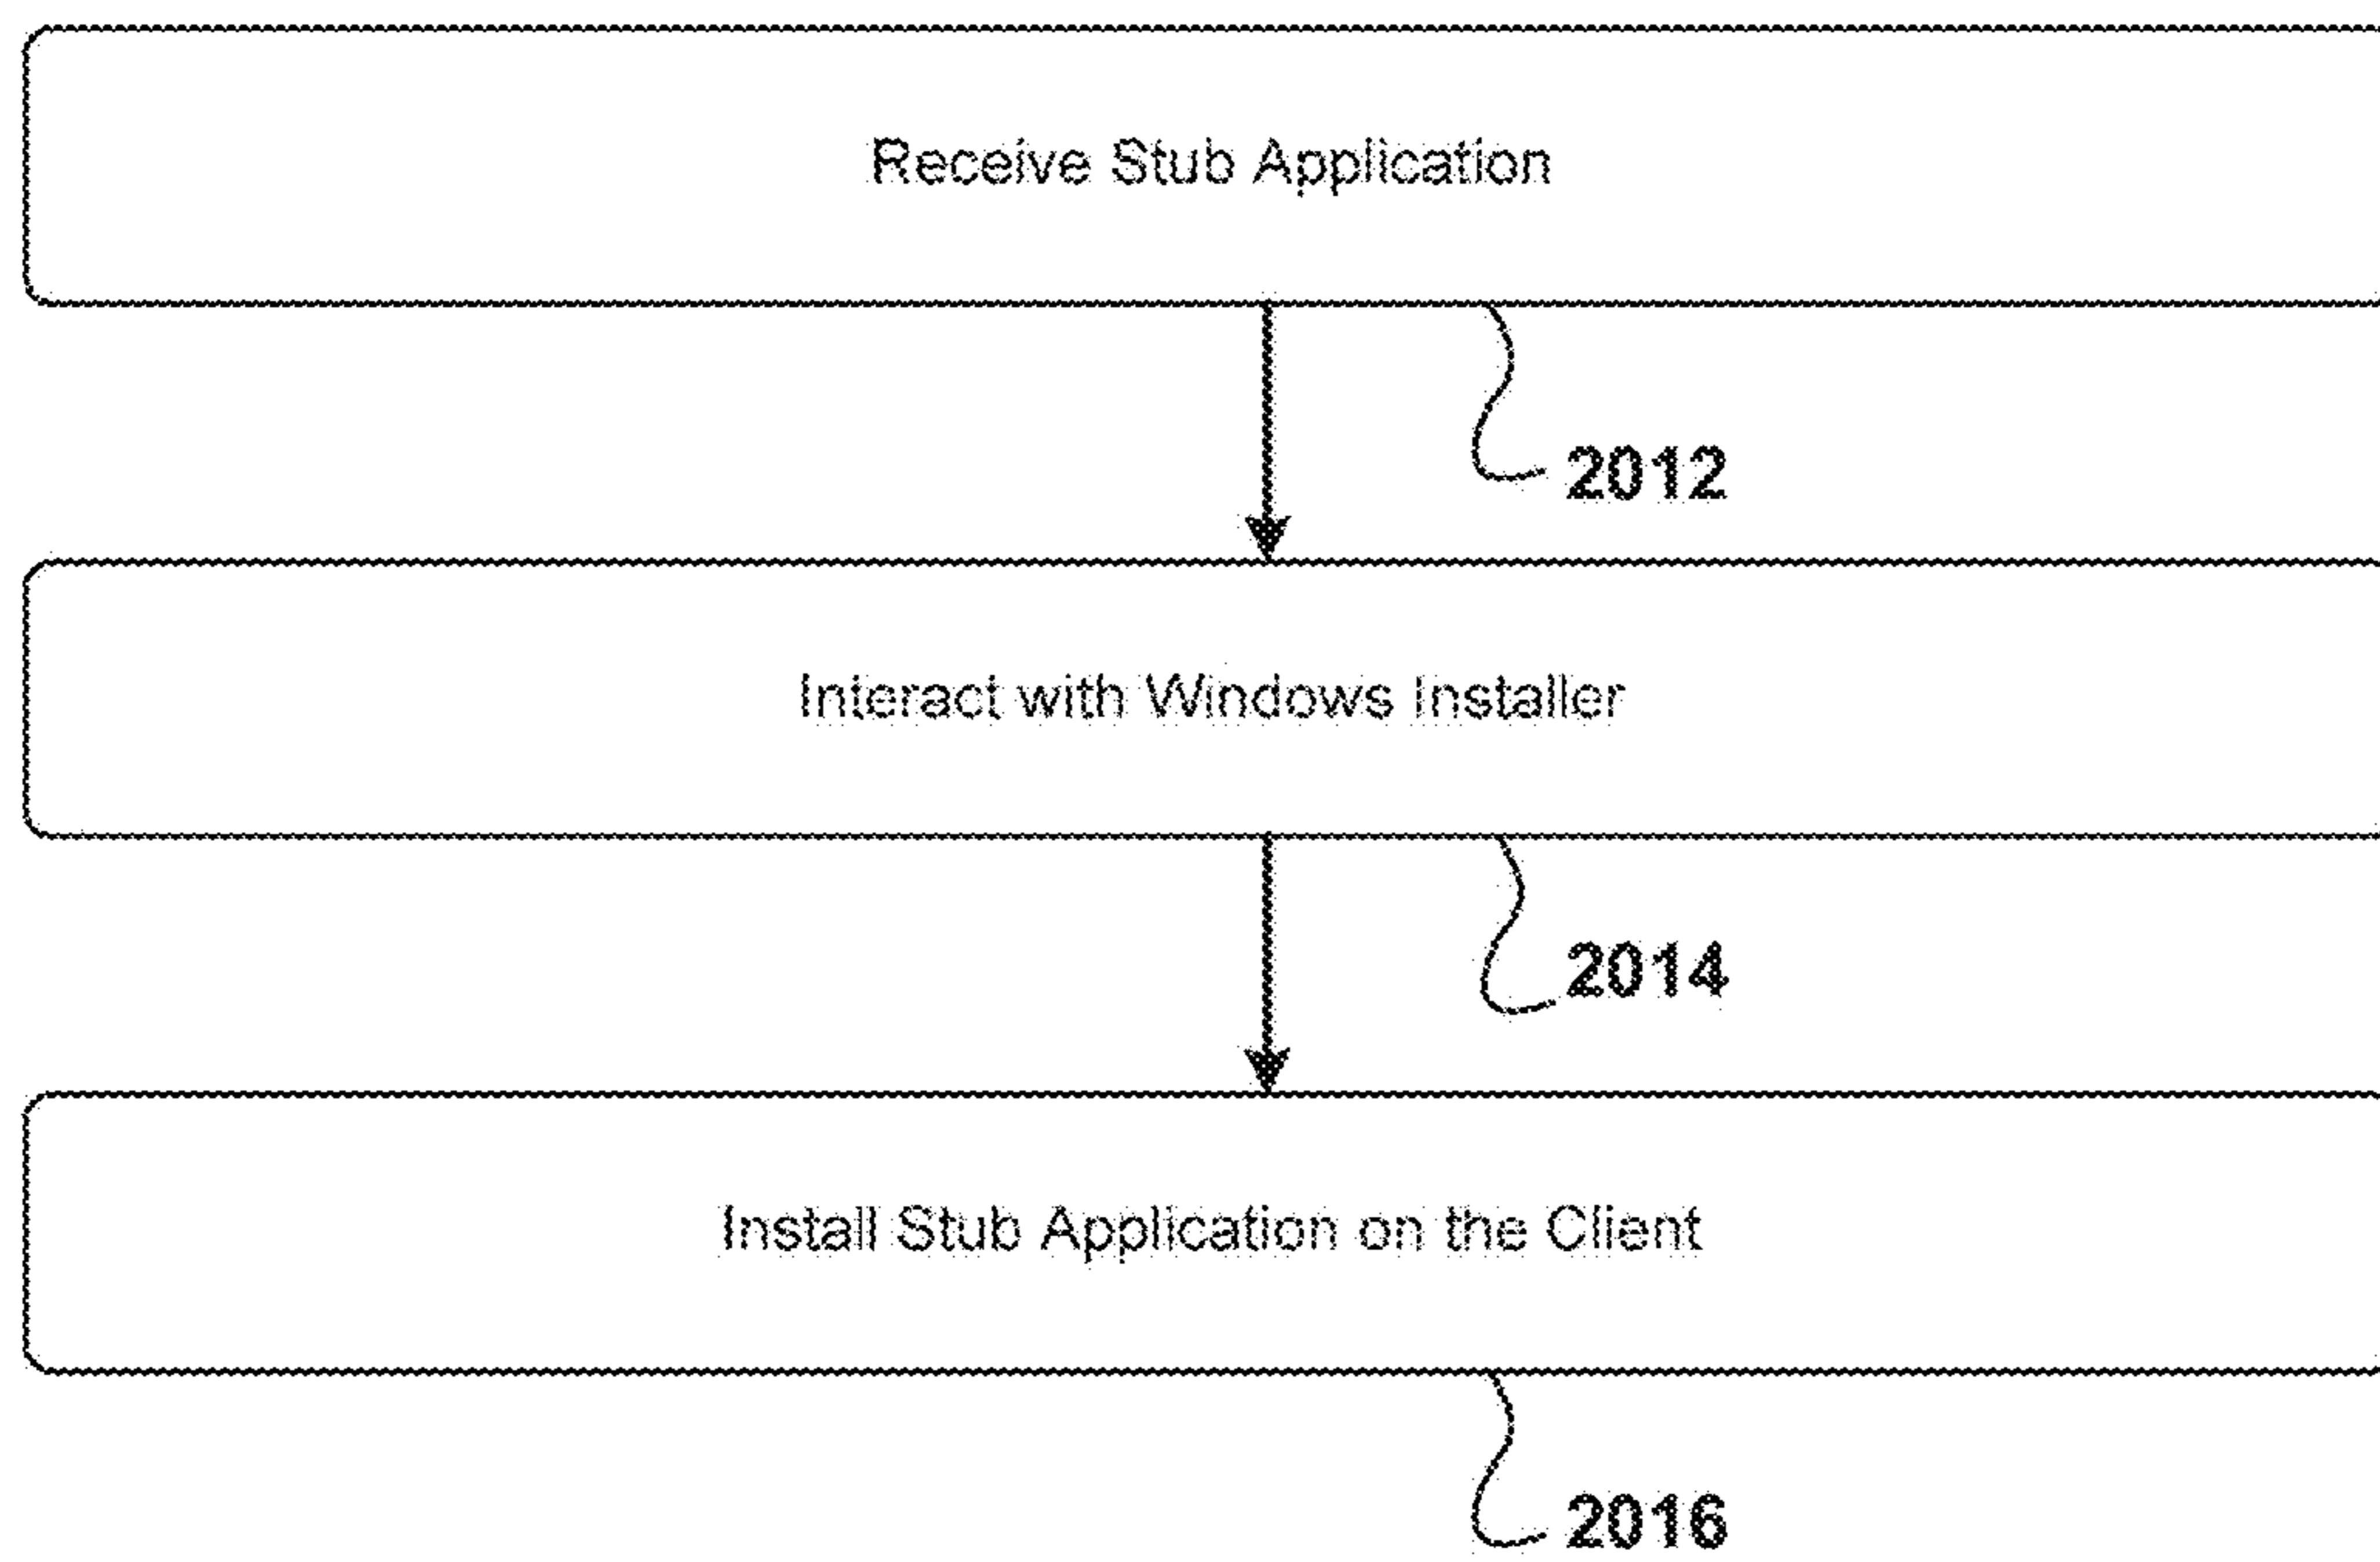 Receive Stub Application
2012
Interact with Windows Installer
2014
Install Stub Application on the Client
2016